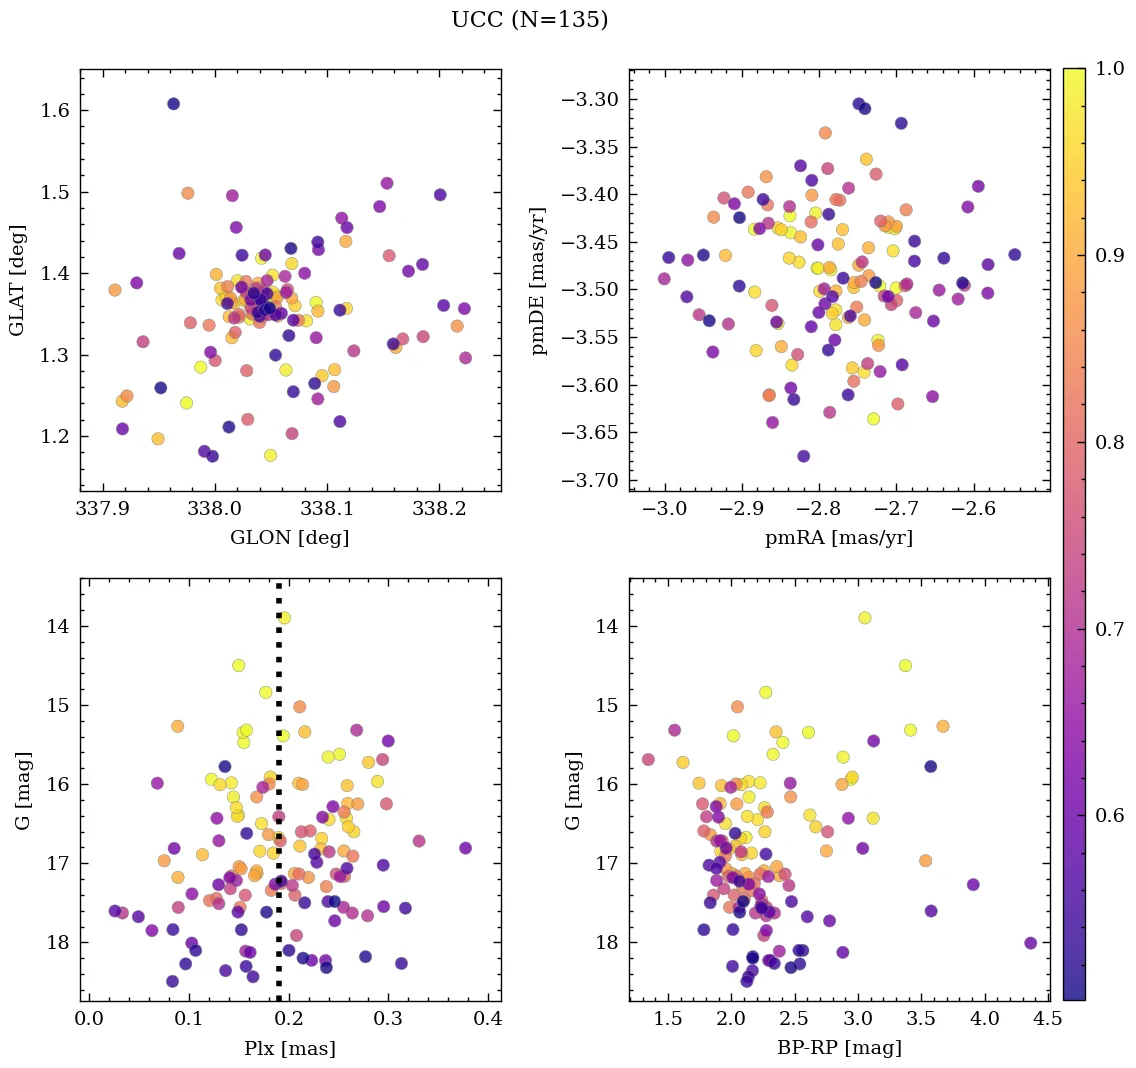 UCC (N=135)
1.6
1.5
1.4
1.3
1.2
GLAT [deg]
337.9 338.0 338.1 338.2
GLON [deg]
−3.30
−3.35
−3.40
−3.45
−3.50
−3.55
−3.60
−3.65
−3.70
pmDE [mas/yr]
−3.0 −2.9 −2.8 −2.7 −2.6
pmRA [mas/yr]
14
15
16
17
18
G [mag]
0.0 0.1 0.2 0.3 0.4
Plx [mas]
14
15
16
17
18
G [mag]
1.5 2.0 2.5 3.0 3.5 4.0 4.5
BP-RP [mag]
1.0
0.9
0.8
0.7
0.6